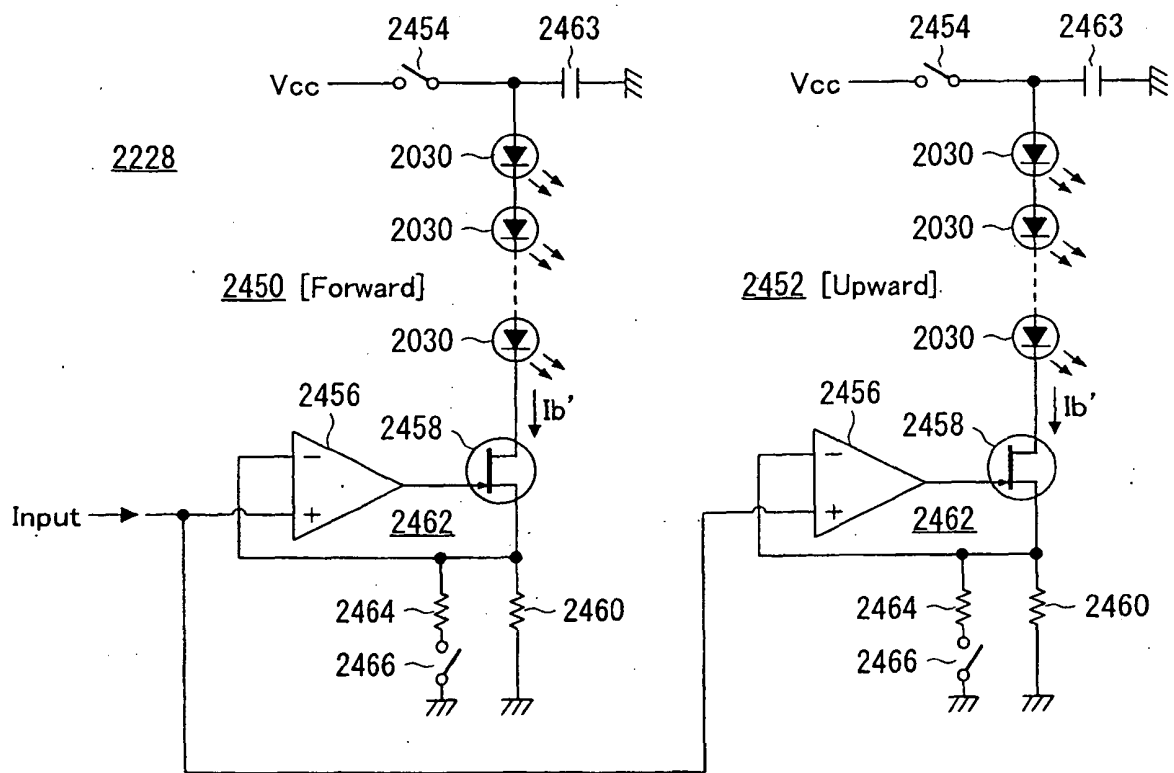 2454 2463 2454 2463
Vcc Vcc
2228 2030 2030
2030 2030
2450 [Forward] 2452 [Upward]
2030 2030
2456 Ib' 2456 Ib'
2458 2458
− −
Input + 2462 + 2462
2464 2460 2464 2460
2466 2466